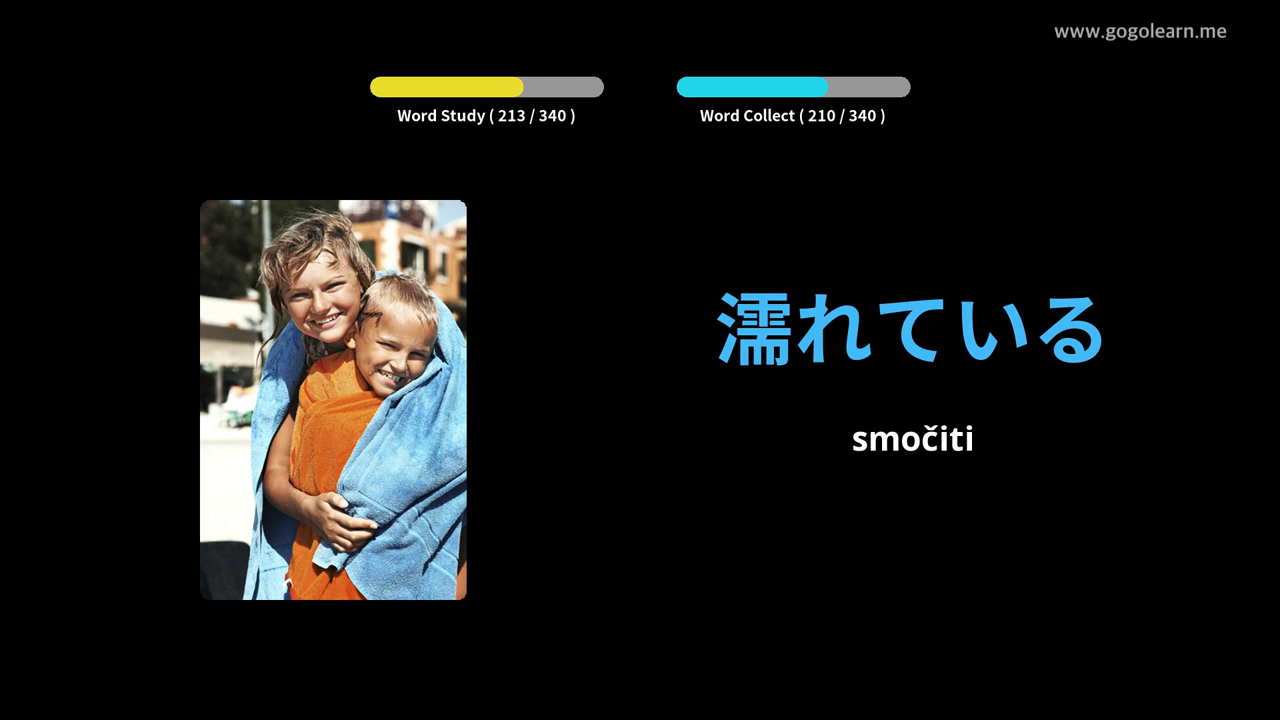 www.gogolearn.me
Word Study ( 213 / 340 )
Word Collect ( 210 / 340 )
濡れている
smočiti